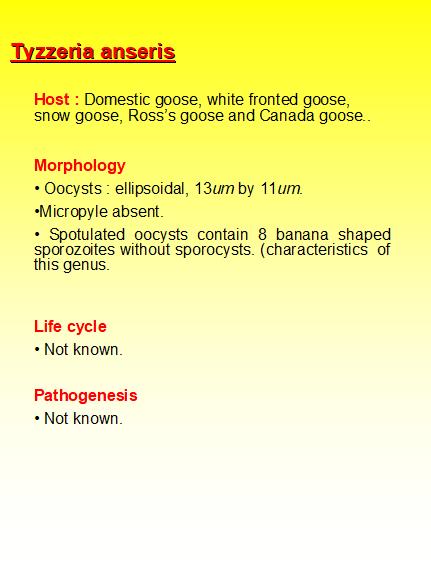 Tyzzeria anseris
Host : Domestic goose, white fronted goose,
snow goose, Ross's goose and Canada goose..
Morphology
• Oocysts : ellipsoidal, 13um by 11um.
•Micropyle absent.
• Spotulated oocysts contain 8 banana shaped
sporozoites without sporocysts. (characteristics of
this genus.
Life cycle
• Not known.
Pathogenesis
• Not known.